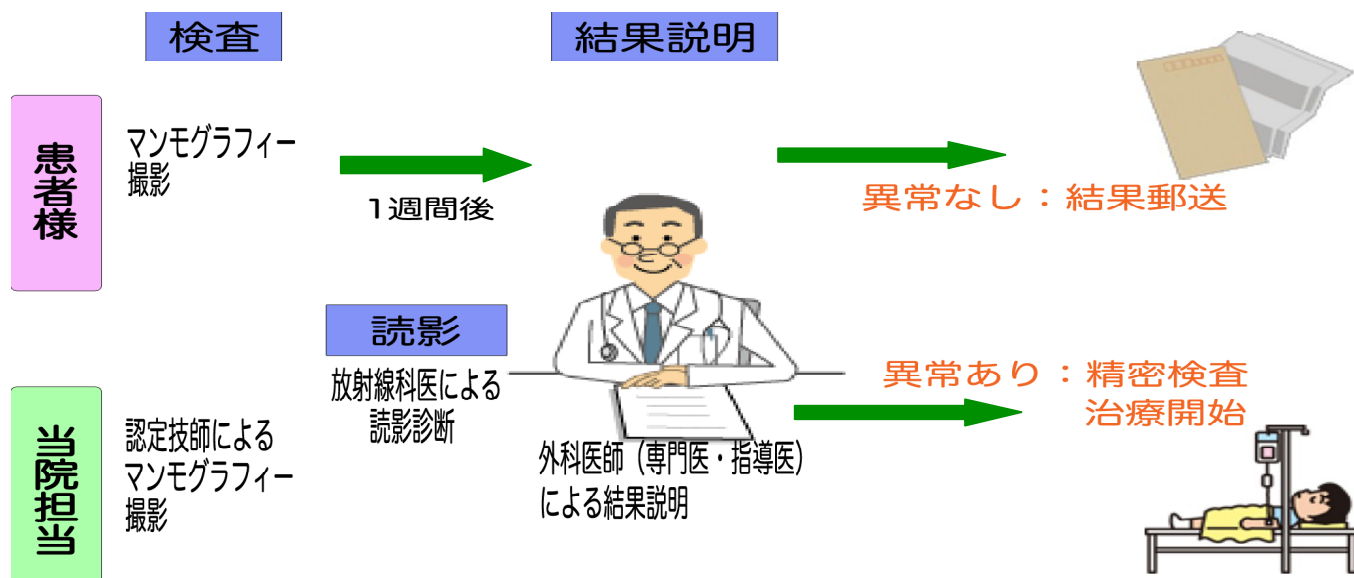 検査
結果説明
患者様
マンモグラフィー
撮影
1週間後
異常なし：結果郵送
読影
放射線科医による
読影診断
異常あり：精密検査
治療開始
当院担当
認定技師による
マンモグラフィー
撮影
外科医師（専門医・指導医）
による結果説明